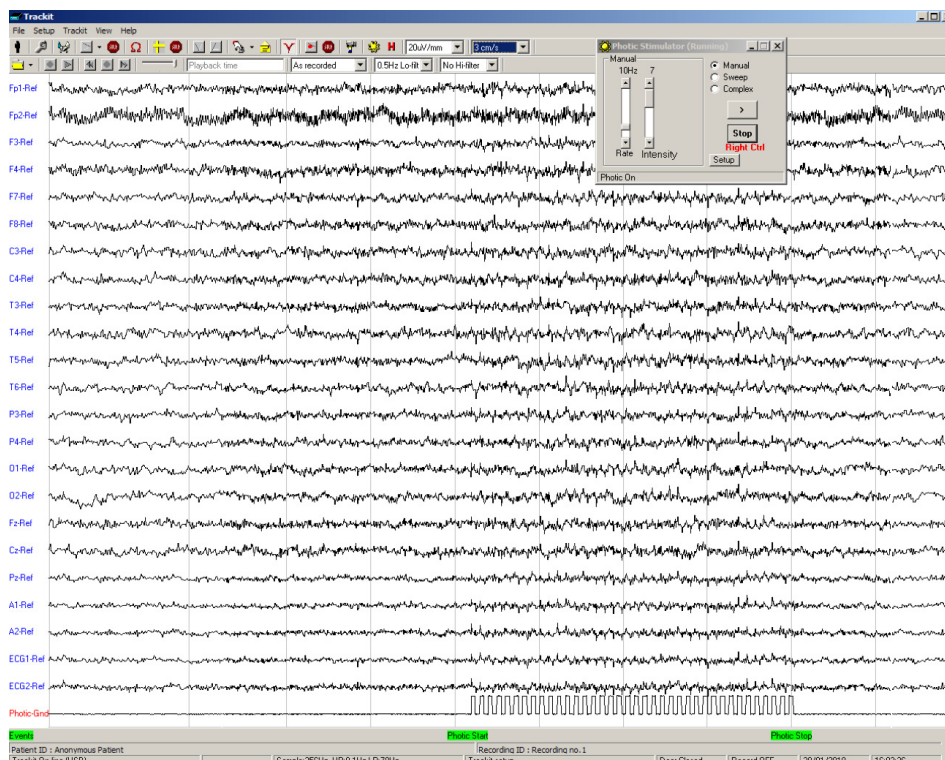 Trackit
File Setup Trackit View Help
20uV/mm 3 cm/s
Playback time As recorded 0.5Hz Lo-filt No Hi-filter
Photic Stimulator (Running)
Manual
10Hz 7
Rate Intensity
Manual
Sweep
Complex
>
Stop
Right Ctrl
Setup
Photic On
Fp1-Ref
Fp2-Ref
F3-Ref
F4-Ref
F7-Ref
F8-Ref
C3-Ref
C4-Ref
T3-Ref
T4-Ref
T5-Ref
T6-Ref
P3-Ref
P4-Ref
O1-Ref
O2-Ref
Fz-Ref
Cz-Ref
Pz-Ref
A1-Ref
A2-Ref
ECG1-Ref
ECG2-Ref
Photic-Gnd
Events Photic Start Photic Stop
Patient ID : Anonymous Patient Recording ID : Recording no.1